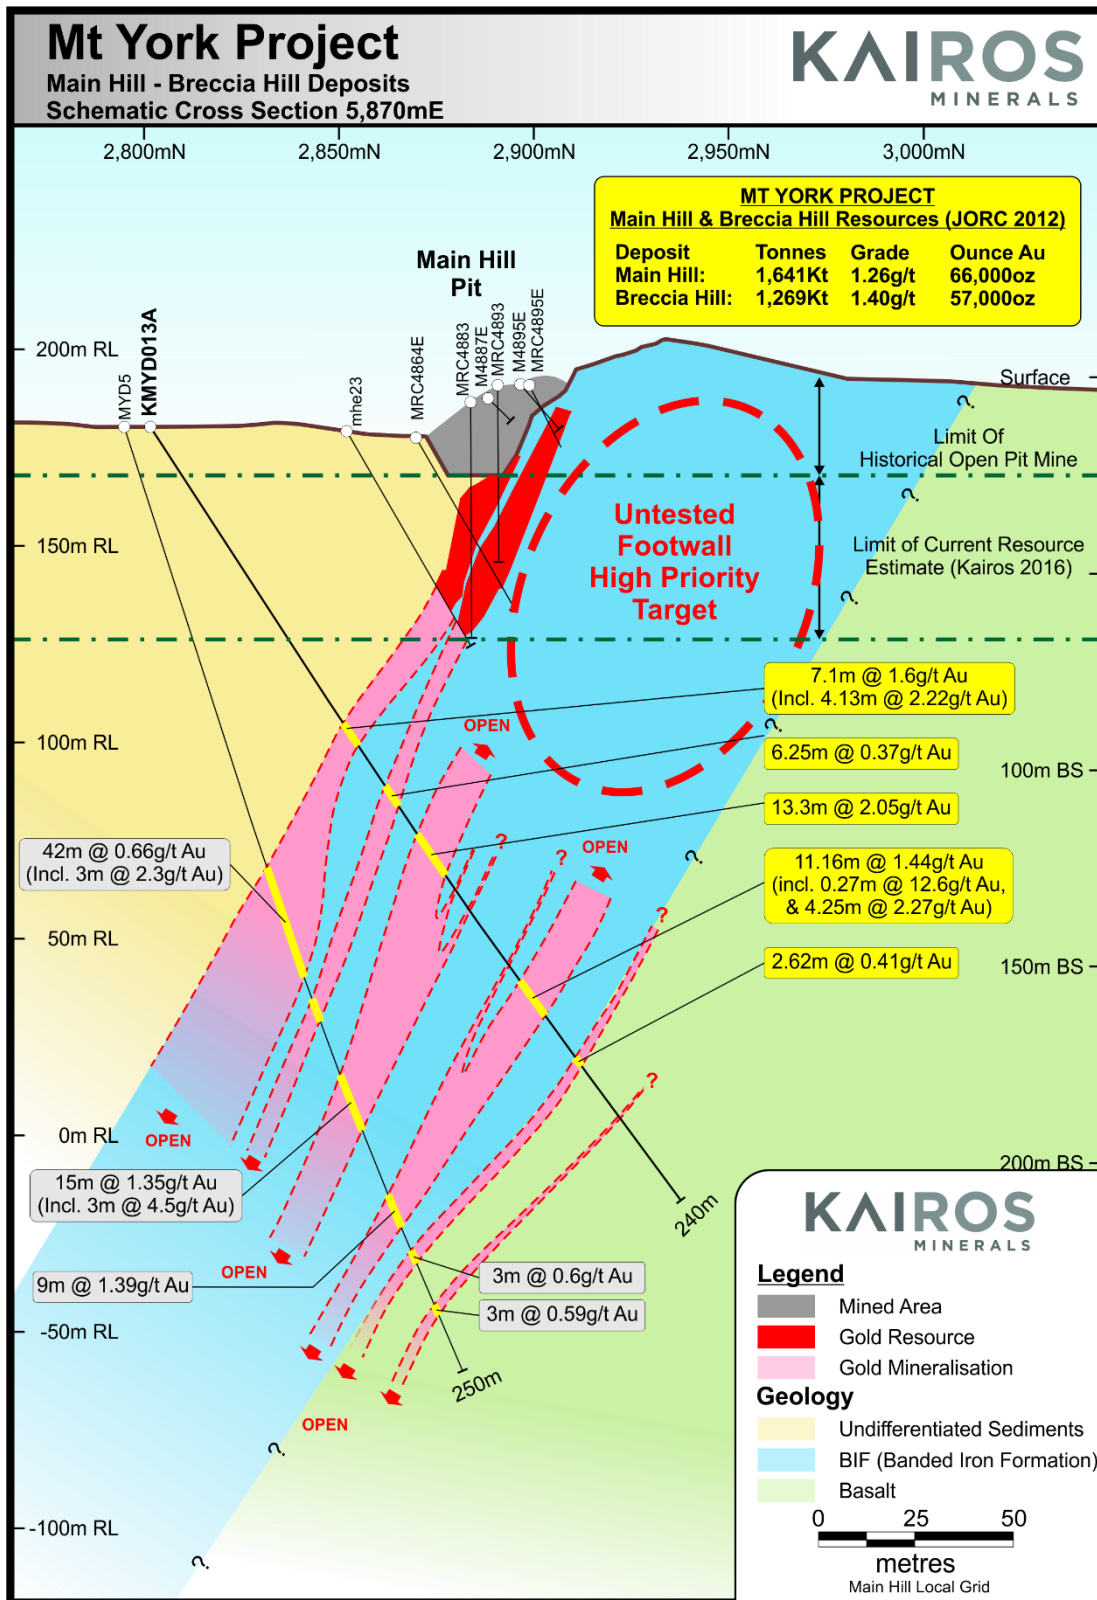 Mt York Project
Main Hill - Breccia Hill Deposits
Schematic Cross Section 5,870mE
KAIROS
MINERALS
2,800mN
2,850mN
2,900mN
2,950mN
3,000mN
MT YORK PROJECT
Main Hill & Breccia Hill Resources (JORC 2012)
Deposit Tonnes Grade Ounce Au
Main Hill: 1,641Kt 1.26g/t 66,000oz
Breccia Hill: 1,269Kt 1.40g/t 57,000oz
Main Hill
Pit
MYD5
KMYD013A
mhe23
MRC4864E
MRC4883
M4887E
MRC4893
M4895E
MRC4895E
200m RL
150m RL
100m RL
50m RL
0m RL
-50m RL
-100m RL
Surface
?
Limit Of
Historical Open Pit Mine
?
Limit of Current Resource
Estimate (Kairos 2016)
?
Untested
Footwall
High Priority
Target
7.1m @ 1.6g/t Au
(Incl. 4.13m @ 2.22g/t Au)
?
OPEN
6.25m @ 0.37g/t Au
100m BS
13.3m @ 2.05g/t Au
?
?
OPEN
?
11.16m @ 1.44g/t Au
(incl. 0.27m @ 12.6g/t Au,
& 4.25m @ 2.27g/t Au)
?
2.62m @ 0.41g/t Au
150m BS
42m @ 0.66g/t Au
(Incl. 3m @ 2.3g/t Au)
?
OPEN
200m BS
15m @ 1.35g/t Au
(Incl. 3m @ 4.5g/t Au)
240m
OPEN
9m @ 1.39g/t Au
3m @ 0.6g/t Au
3m @ 0.59g/t Au
250m
OPEN
?
?
KAIROS
MINERALS
Legend
Mined Area
Gold Resource
Gold Mineralisation
Geology
Undifferentiated Sediments
BIF (Banded Iron Formation)
Basalt
0 25 50
metres
Main Hill Local Grid